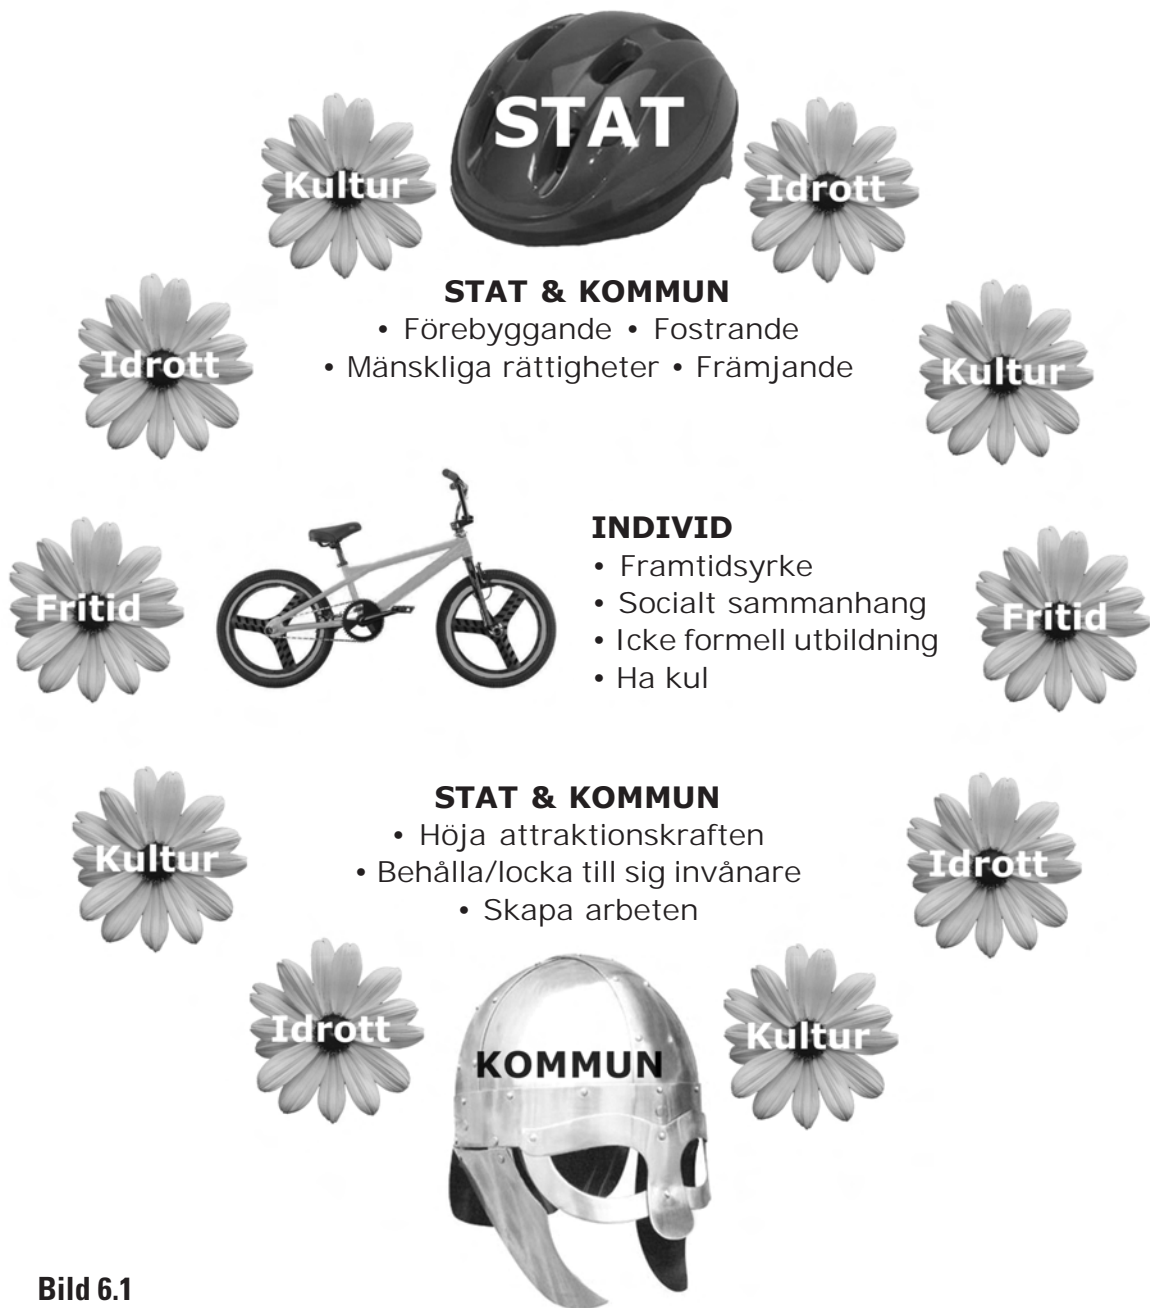 STAT
Kultur
Idrott
STAT & KOMMUN
• Förebyggande • Fostrande
• Mänskliga rättigheter • Främjande
Idrott
Kultur
INDIVID
• Framtidsyrke
• Socialt sammanhang
• Icke formell utbildning
• Ha kul
Fritid
Fritid
STAT & KOMMUN
• Höja attraktionskraften
• Behålla/locka till sig invånare
• Skapa arbeten
Kultur
Idrott
Idrott
Kultur
KOMMUN
Bild 6.1